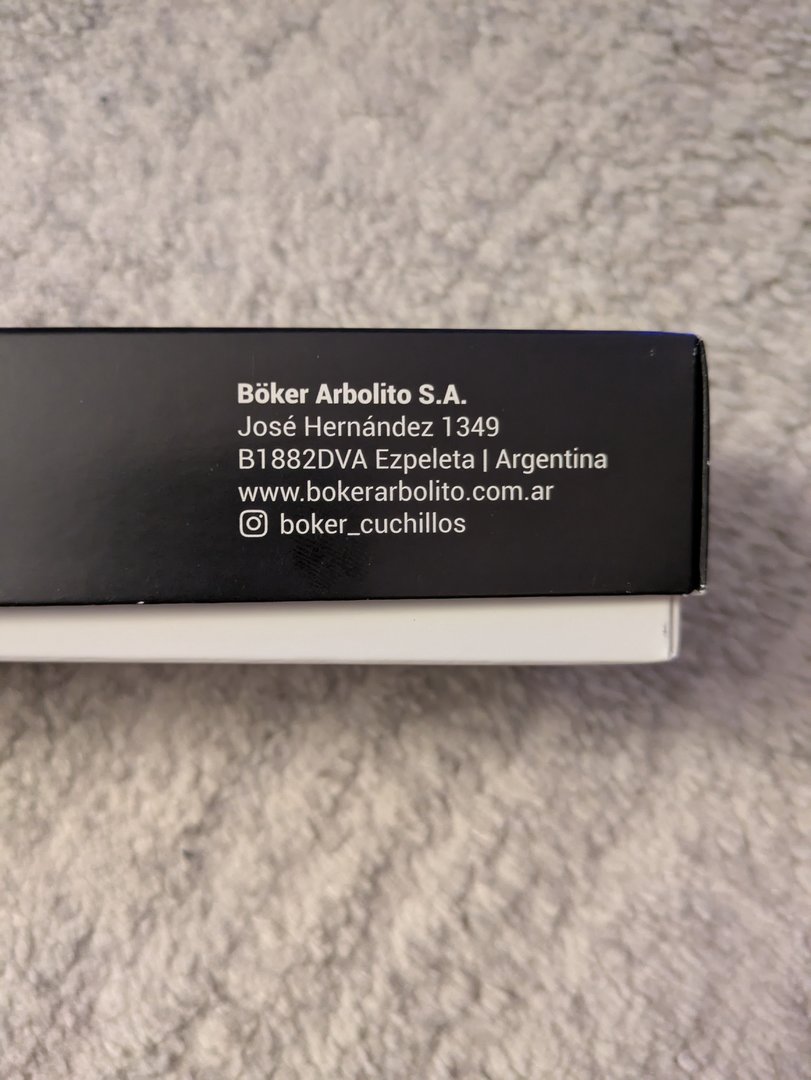 Böker Arbolito S.A.
José Hernández 1349
B1882DVA Ezpeleta | Argentina
www.bokerarbolito.com.ar
boker_cuchillos